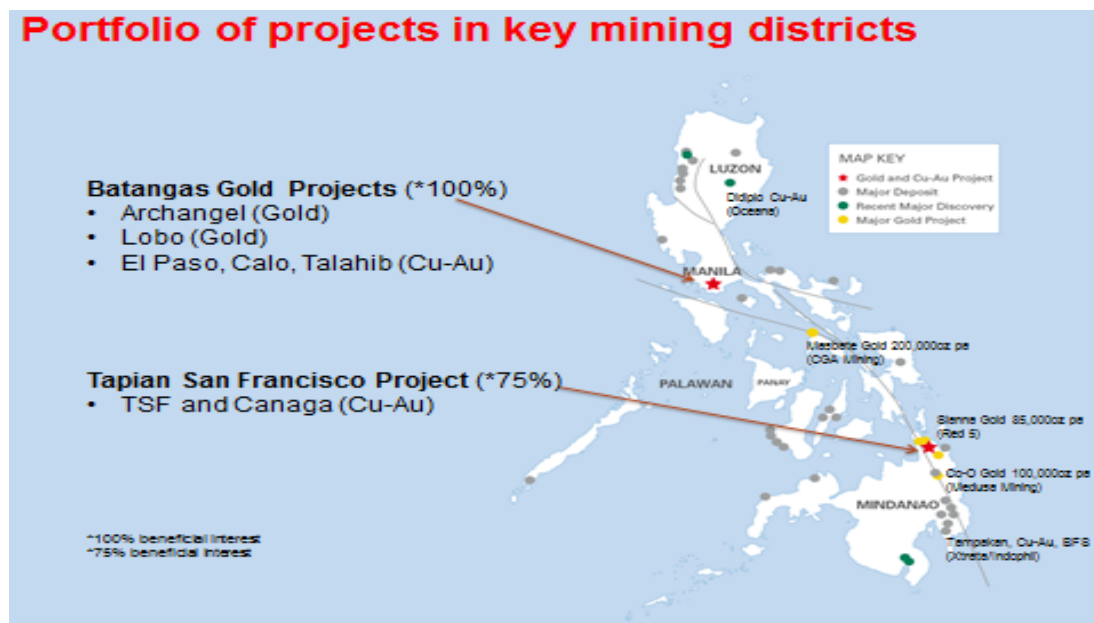 Portfolio of projects in key mining districts
Batangas Gold Projects (*100%)
• Archangel (Gold)
• Lobo (Gold)
• El Paso, Calo, Talahib (Cu-Au)
Tapian San Francisco Project (*75%)
• TSF and Canaga (Cu-Au)
*100% beneficial interest
*75% beneficial interest
MAP KEY
Gold and Cu-Au Project
Major Deposit
Recent Major Discovery
Major Gold Project
LUZON
Didipio Cu-Au
(Oceana)
MANILA
Masbate Gold 200,000oz pa
(CGA Mining)
PALAWAN
PANAY
Siana Gold 85,000oz pa
(Red 5)
Co-O Gold 100,000oz pa
(Medusa Mining)
MINDANAO
Tampakan, Cu-Au, BFS
(Xtrata/Indophil)